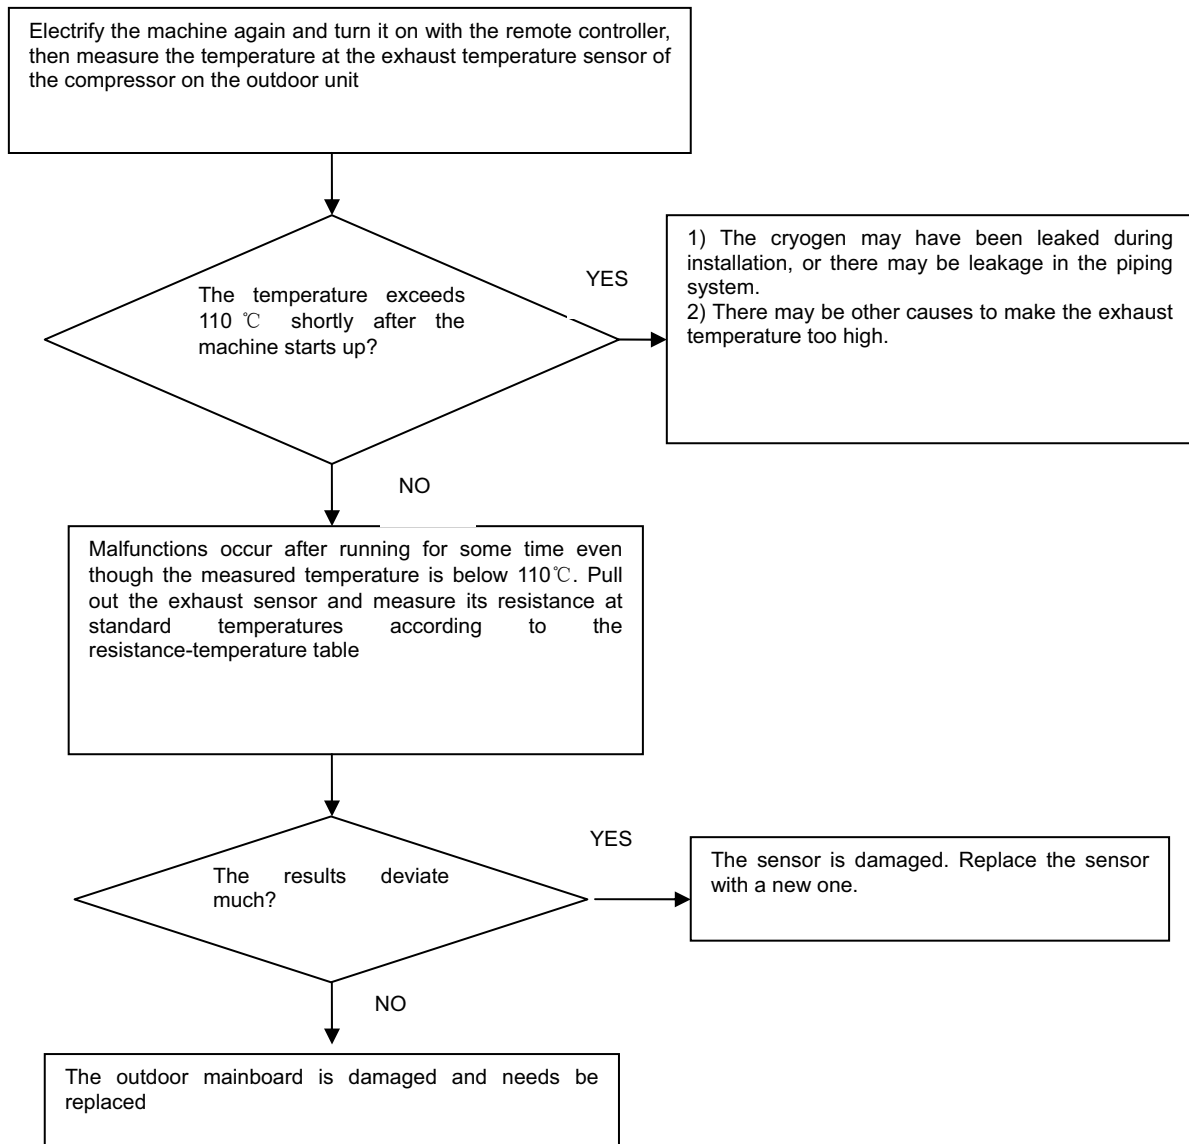 Electrify the machine again and turn it on with the remote controller,
then measure the temperature at the exhaust temperature sensor of
the compressor on the outdoor unit
The temperature exceeds
110 ℃ shortly after the
machine starts up?
YES
1) The cryogen may have been leaked during
installation, or there may be leakage in the piping
system.
2) There may be other causes to make the exhaust
temperature too high.
NO
Malfunctions occur after running for some time even
though the measured temperature is below 110℃. Pull
out the exhaust sensor and measure its resistance at
standard temperatures according to the
resistance-temperature table
The results deviate
much?
YES
The sensor is damaged. Replace the sensor
with a new one.
NO
The outdoor mainboard is damaged and needs be
replaced